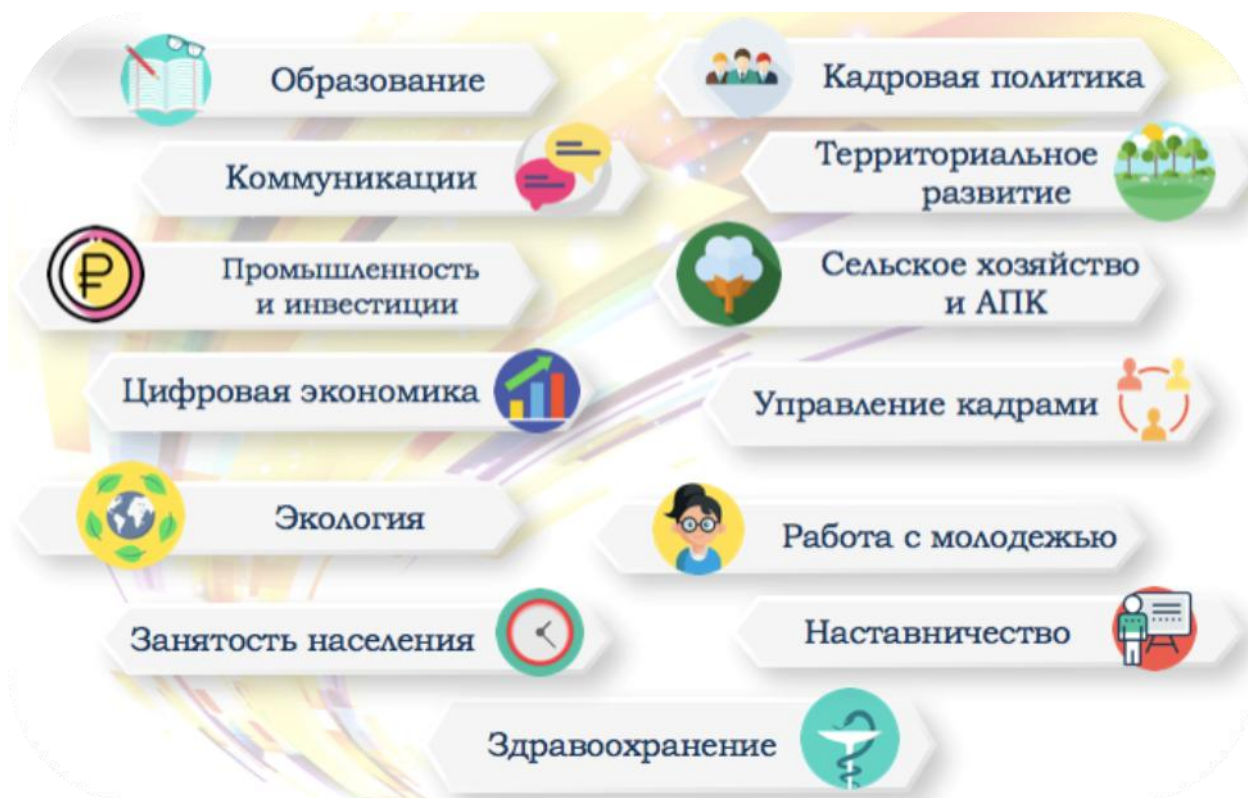 Образование
Кадровая политика
Коммуникации
Территориальное
развитие
Промышленность
и инвестиции
Сельское хозяйство
и АПК
Цифровая экономика
Управление кадрами
Экология
Работа с молодежью
Занятость населения
Наставничество
Здравоохранение